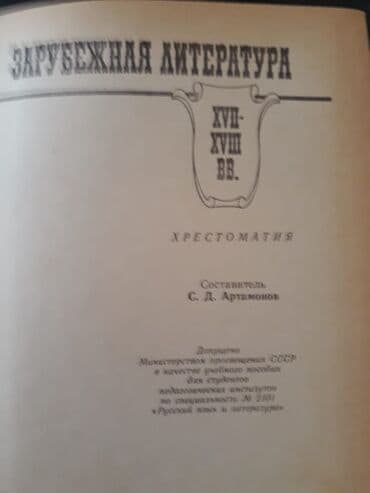 ЗАРУБЕЖНАЯ ЛИТЕРАТУРА
XVII-
XVIII
ВВ.
ХРЕСТОМАТИЯ
Составитель
С. Д. Артамонов
Допущено
Министерством просвещения СССР
в качестве учебного пособия
для студентов
педагогических институтов
по специальности № 2101
«Русский язык и литература»